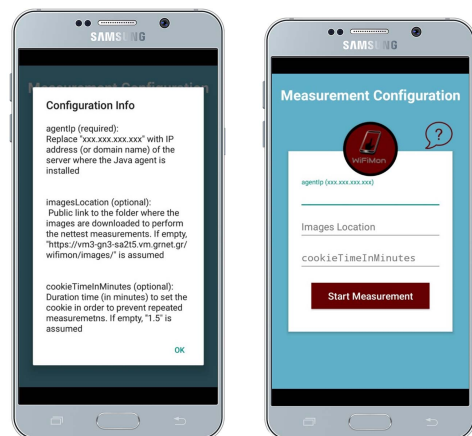 SAMSUNG
Measurement Configuration
Configuration Info
agentIp (required):
Replace "xxx.xxx.xxx.xxx" with IP
address (or domain name) of the
server where the Java agent is
installed
imagesLocation (optional):
Public link to the folder where the
images are downloaded to perform
the nettest measurements. If empty,
"https://vm3-gn3-sa2t5.vm.grnet.gr/
wifimon/images/" is assumed
cookieTimeInMinutes (optional):
Duration time (in minutes) to set the
cookie in order to prevent repeated
measuremetns. If empty, "1.5" is
assumed
OK
SAMSUNG
Measurement Configuration
?
WiFiMon
agentIp (xxx.xxx.xxx.xxx)
Images Location
cookieTimeInMinutes
Start Measurement